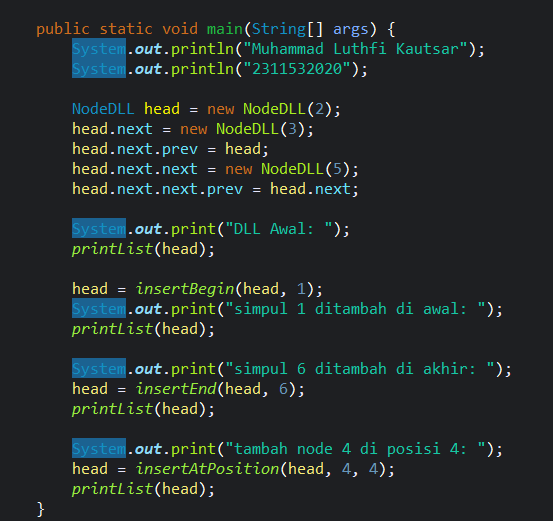 public static void main(String[] args) {
System.out.println("Muhammad Luthfi Kautsar");
System.out.println("2311532020");
NodeDLL head = new NodeDLL(2);
head.next = new NodeDLL(3);
head.next.prev = head;
head.next.next = new NodeDLL(5);
head.next.next.prev = head.next;
System.out.print("DLL Awal: ");
printList(head);
head = insertBegin(head, 1);
System.out.print("simpul 1 ditambah di awal: ");
printList(head);
System.out.print("simpul 6 ditambah di akhir: ");
head = insertEnd(head, 6);
printList(head);
System.out.print("tambah node 4 di posisi 4: ");
head = insertAtPosition(head, 4, 4);
printList(head);
}